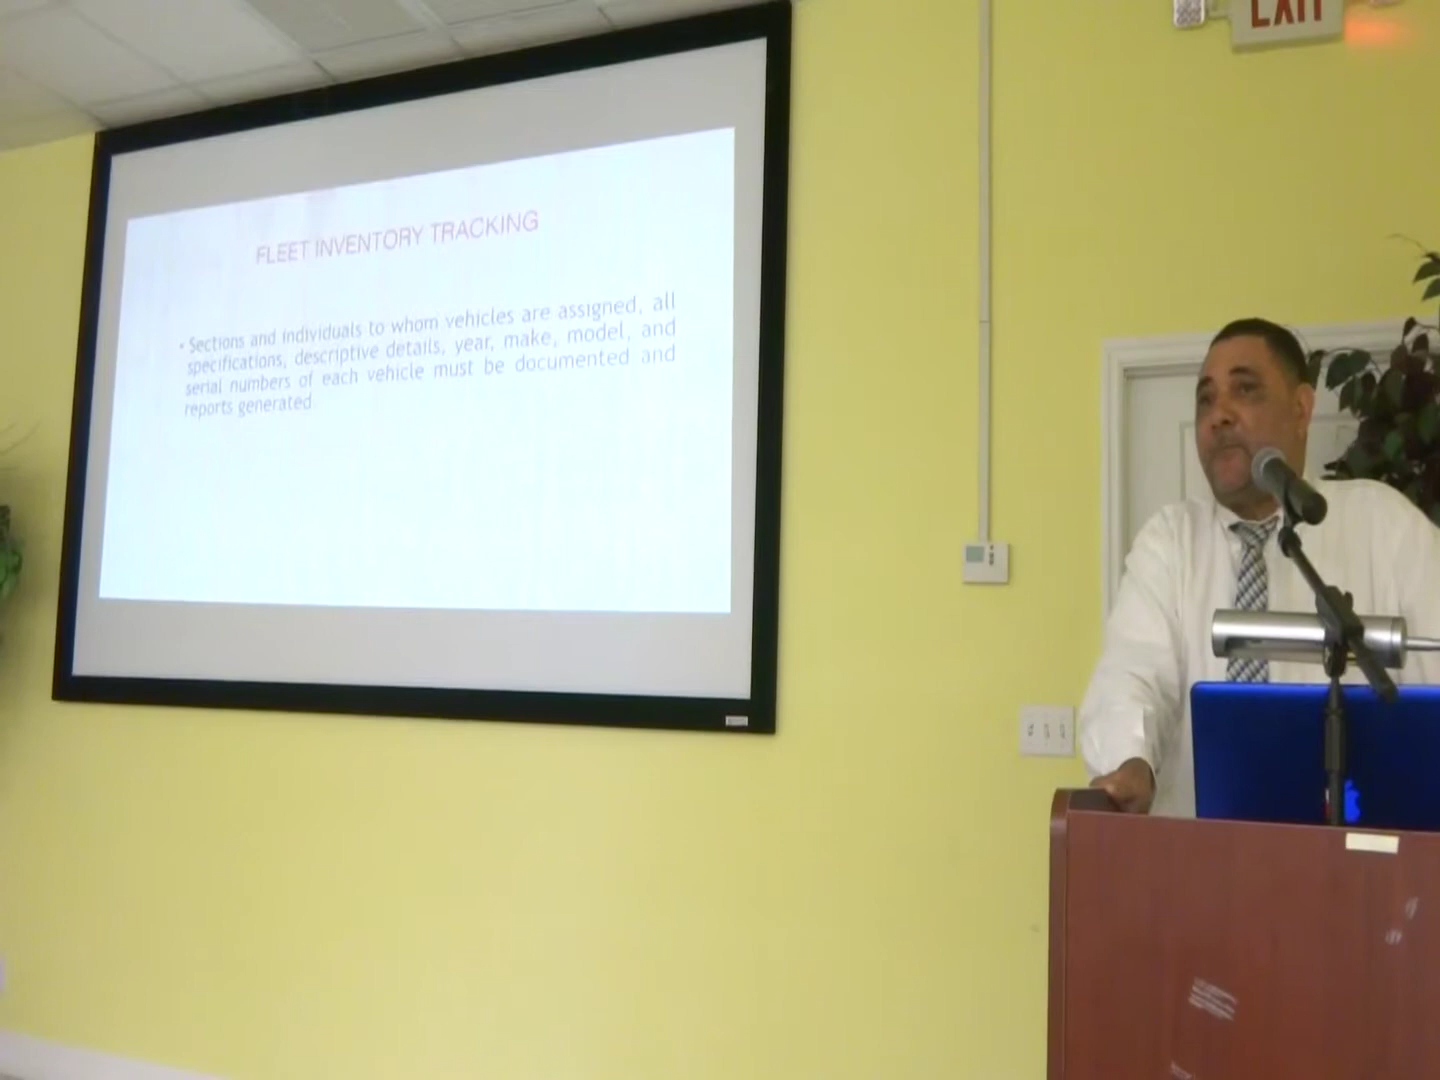 EXIT
FLEET INVENTORY TRACKING
• Sections and individuals to whom vehicles are assigned, all
specifications, descriptive details, year, make, model, and
serial numbers of each vehicle must be documented and
reports generated.